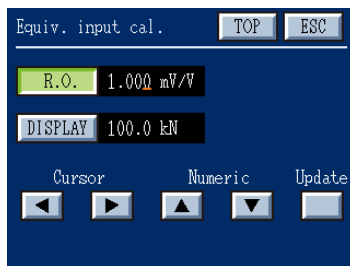 Equiv. input cal. TOP ESC
R.O. 1.000 mV/V
DISPLAY 100.0 kN
Cursor Numeric Update